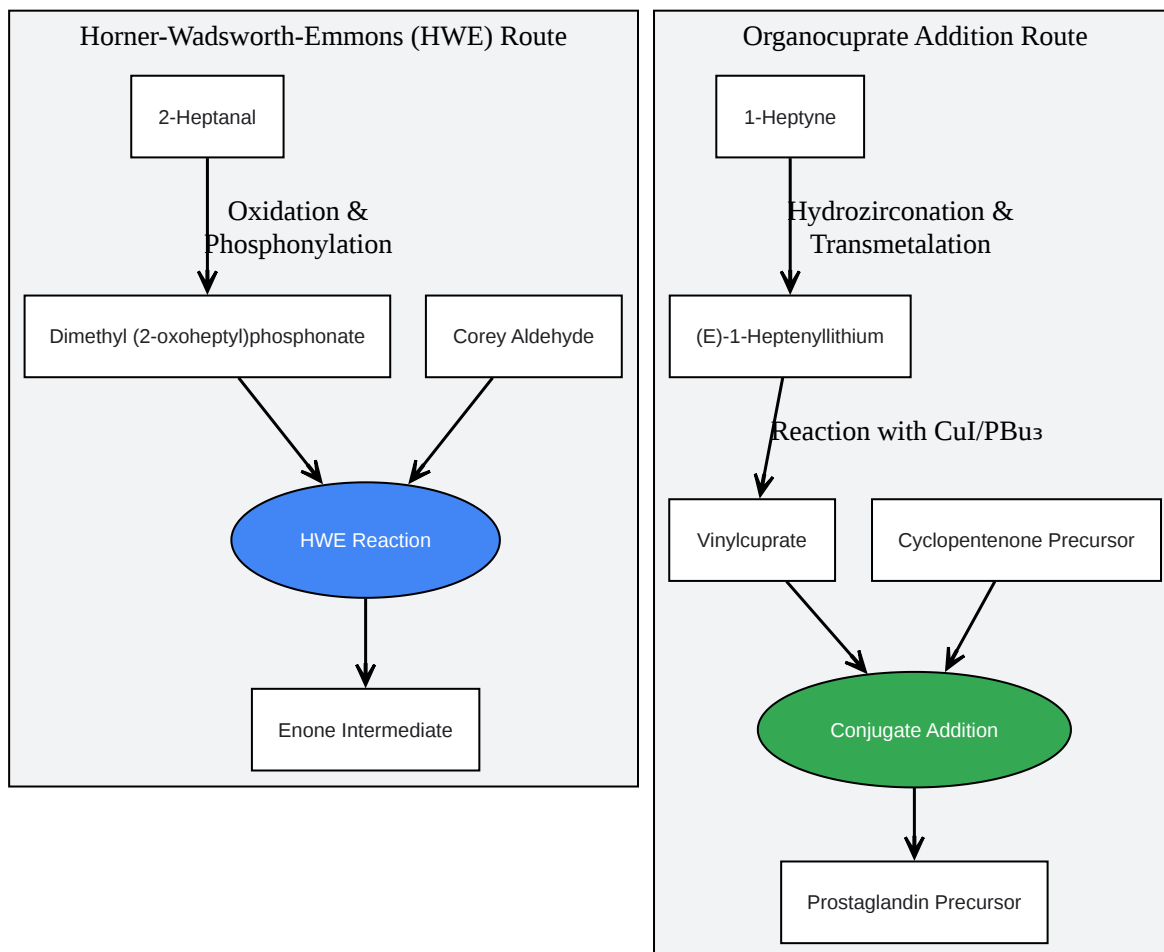 Horner-Wadsworth-Emmons (HWE) Route
2-Heptanal
Oxidation &
Phosphonylation
Dimethyl (2-oxoheptyl)phosphonate
Corey Aldehyde
HWE Reaction
Enone Intermediate
Organocuprate Addition Route
1-Heptyne
Hydrozirconation &
Transmetalation
(E)-1-Heptenyllithium
Reaction with CuI/PBu₃
Vinylcuprate
Cyclopentenone Precursor
Conjugate Addition
Prostaglandin Precursor